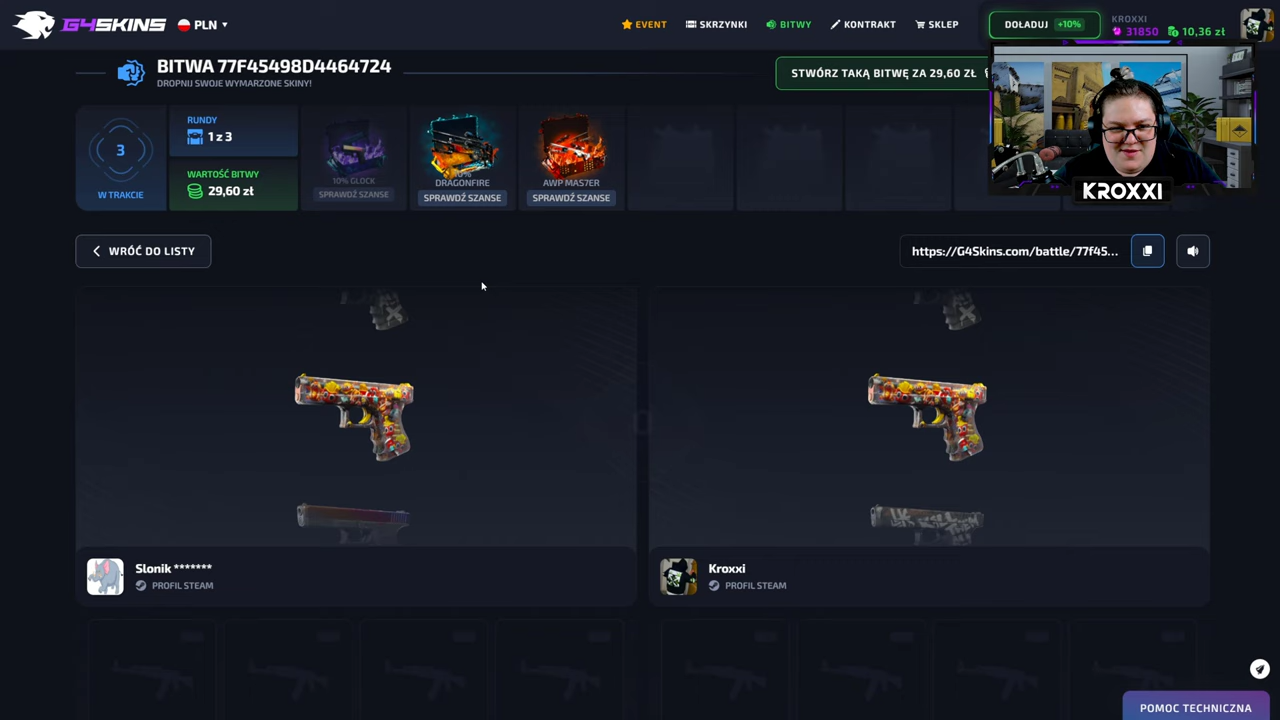 G4SKINS
PLN
EVENT
SKRZYNKI
BITWY
KONTRAKT
SKLEP
DOŁADUJ +10%
KROXXI
31850
10,36 zł
BITWA 77F45498D4464724
DROPNIJ SWOJE WYMARZONE SKINY!
STWÓRZ TAKĄ BITWĘ ZA 29,60 ZŁ
3
W TRAKCIE
RUNDY
1 z 3
WARTOŚĆ BITWY
29,60 zł
10% GLOCK
SPRAWDŹ SZANSE
DRAGONFIRE
SPRAWDŹ SZANSE
AWP MAS7ER
SPRAWDŹ SZANSE
KROXXI
WRÓĆ DO LISTY
https://G4Skins.com/battle/77f45...
Slonik *******
PROFIL STEAM
Kroxxi
PROFIL STEAM
POMOC TECHNICZNA